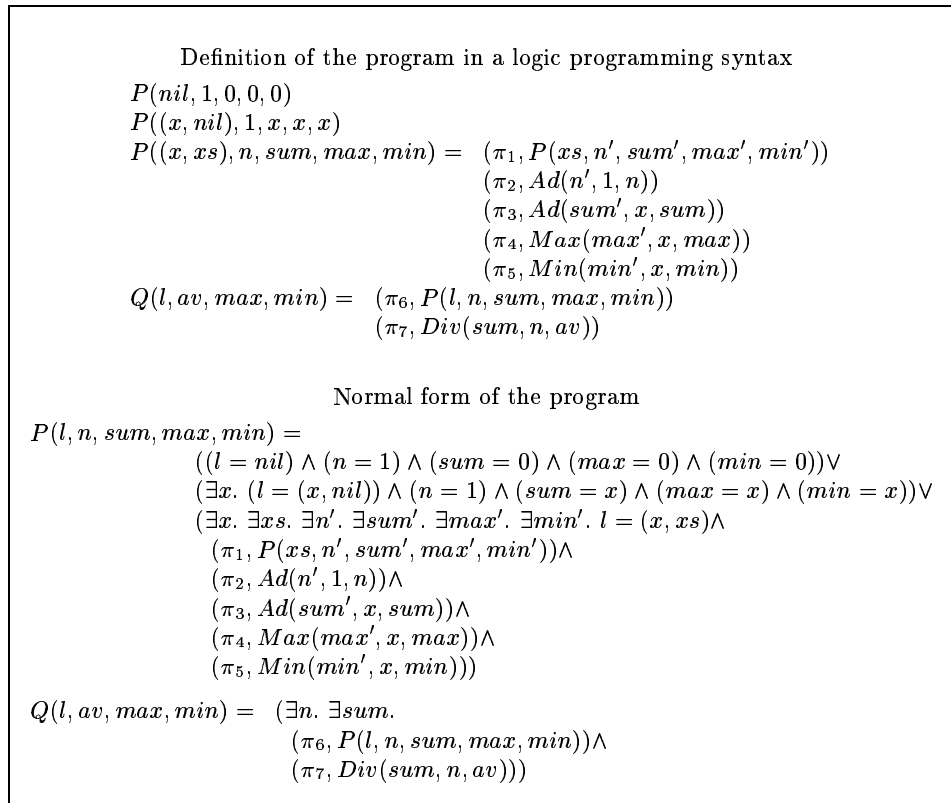 Definition of the program in a logic programming syntax
P(nil, 1, 0, 0, 0)
P((x, nil), 1, x, x, x)
P((x, xs), n, sum, max, min) = (π₁, P(xs, n′, sum′, max′, min′))
(π₂, Ad(n′, 1, n))
(π₃, Ad(sum′, x, sum))
(π₄, Max(max′, x, max))
(π₅, Min(min′, x, min))
Q(l, av, max, min) = (π₆, P(l, n, sum, max, min))
(π₇, Div(sum, n, av))
Normal form of the program
P(l, n, sum, max, min) =
((l = nil) ∧ (n = 1) ∧ (sum = 0) ∧ (max = 0) ∧ (min = 0))∨
(∃x. (l = (x, nil)) ∧ (n = 1) ∧ (sum = x) ∧ (max = x) ∧ (min = x))∨
(∃x. ∃xs. ∃n′. ∃sum′. ∃max′. ∃min′. l = (x, xs)∧
(π₁, P(xs, n′, sum′, max′, min′))∧
(π₂, Ad(n′, 1, n))∧
(π₃, Ad(sum′, x, sum))∧
(π₄, Max(max′, x, max))∧
(π₅, Min(min′, x, min)))
Q(l, av, max, min) = (∃n. ∃sum.
(π₆, P(l, n, sum, max, min))∧
(π₇, Div(sum, n, av)))